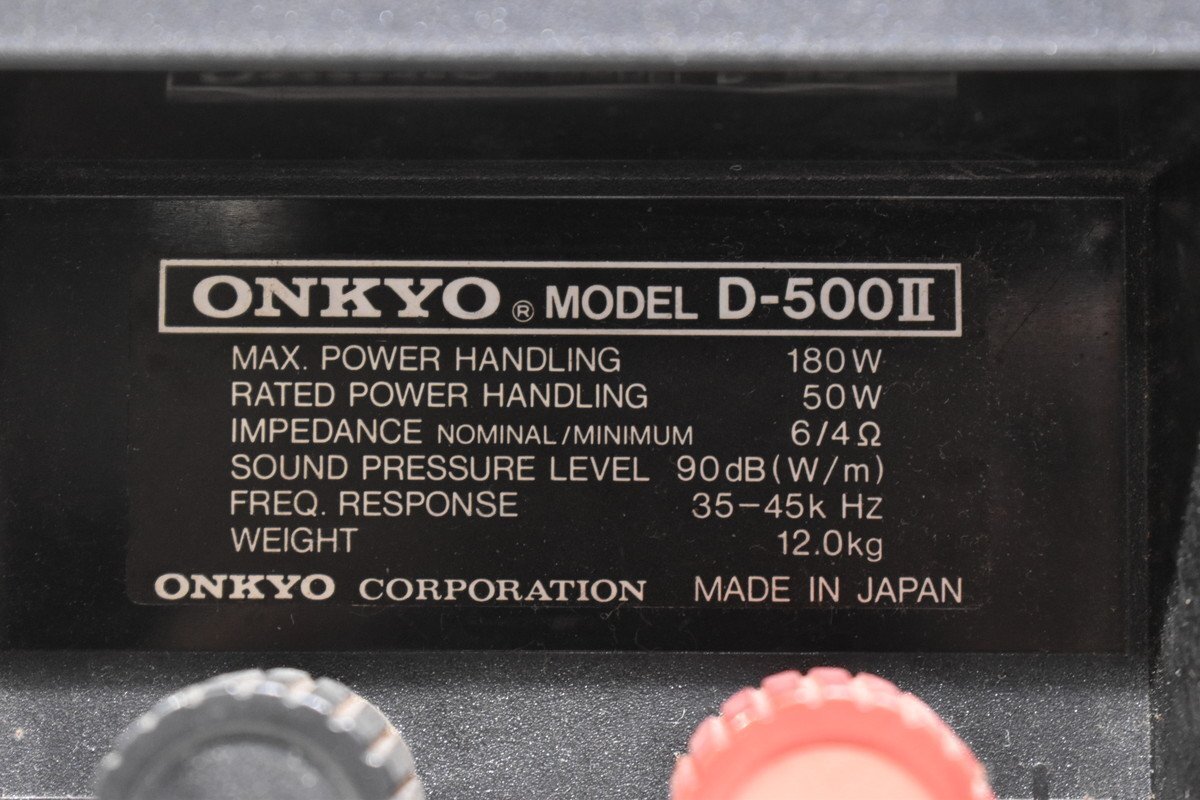 ONKYO ® MODEL D-500II
MAX. POWER HANDLING 180W
RATED POWER HANDLING 50W
IMPEDANCE NOMINAL/MINIMUM 6/4Ω
SOUND PRESSURE LEVEL 90dB(W/m)
FREQ. RESPONSE 35-45k Hz
WEIGHT 12.0kg
ONKYO CORPORATION MADE IN JAPAN